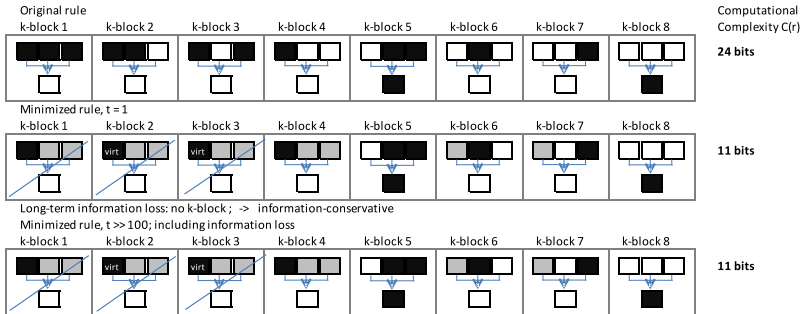 Original rule
Computational
k-block 1 k-block 2 k-block 3 k-block 4 k-block 5 k-block 6 k-block 7 k-block 8 Complexity C(r)
24 bits
Minimized rule, t = 1
k-block 1 k-block 2 k-block 3 k-block 4 k-block 5 k-block 6 k-block 7 k-block 8
virt virt 11 bits
Long-term information loss: no k-block ; -> information-conservative
Minimized rule, t >> 100; including information loss
k-block 1 k-block 2 k-block 3 k-block 4 k-block 5 k-block 6 k-block 7 k-block 8
virt virt 11 bits